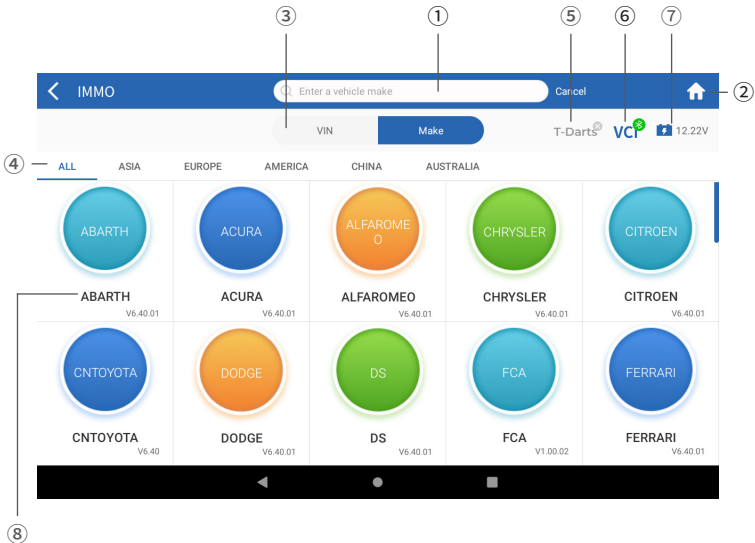 ③ ① ⑤ ⑥ ⑦
IMMO Enter a vehicle make Cancel ②
VIN Make T-Darts VCI 12.22V
④ ALL ASIA EUROPE AMERICA CHINA AUSTRALIA
ABARTH ACURA ALFAROME CHRYSLER CITROEN
O
ABARTH ACURA ALFAROMEO CHRYSLER CITROEN
V6.40.01 V6.40.01 V6.40.01 V6.40.01 V6.40.01
CNTOYOTA DODGE DS FCA FERRARI
CNTOYOTA DODGE DS FCA FERRARI
V6.40 V6.40.01 V6.40.01 V1.00.02 V6.40.01
⑧